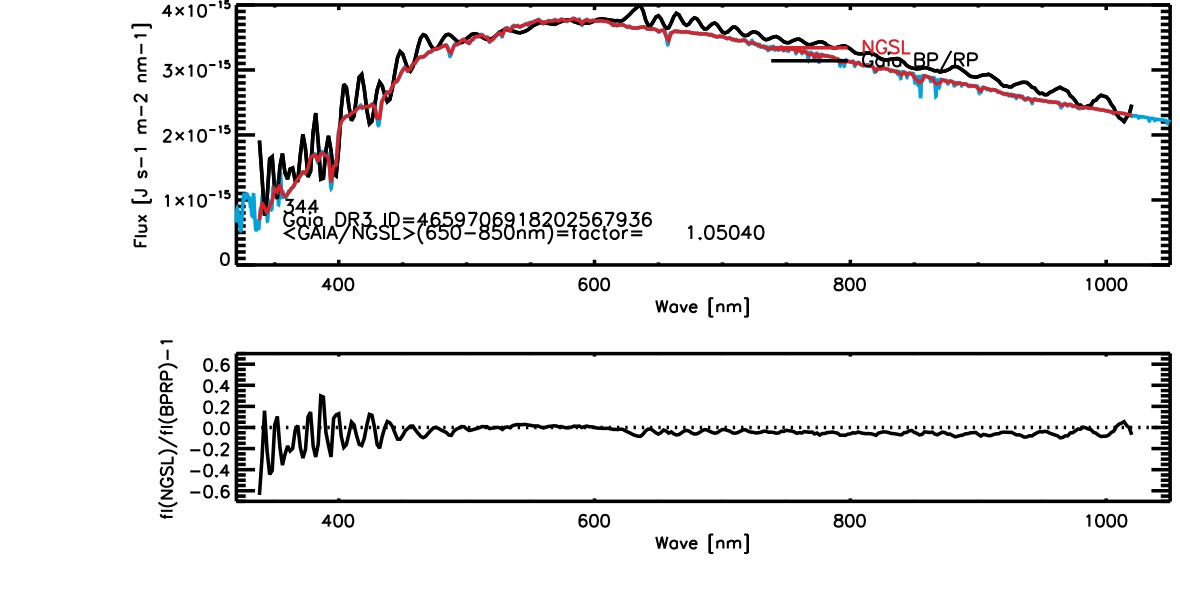 4×10−15
3×10−15
2×10−15
1×10−15
0
Flux [J s−1 m−2 nm−1]
NGSL
Gaia BP/RP
344
Gaia DR3 ID=4659706918202567936
<GAIA/NGSL>(650−850nm)=factor= 1.05040
400 600 800 1000
Wave [nm]
0.6
0.4
0.2
0.0
−0.2
−0.4
−0.6
fl(NGSL)/fl(BPRP)−1
400 600 800 1000
Wave [nm]